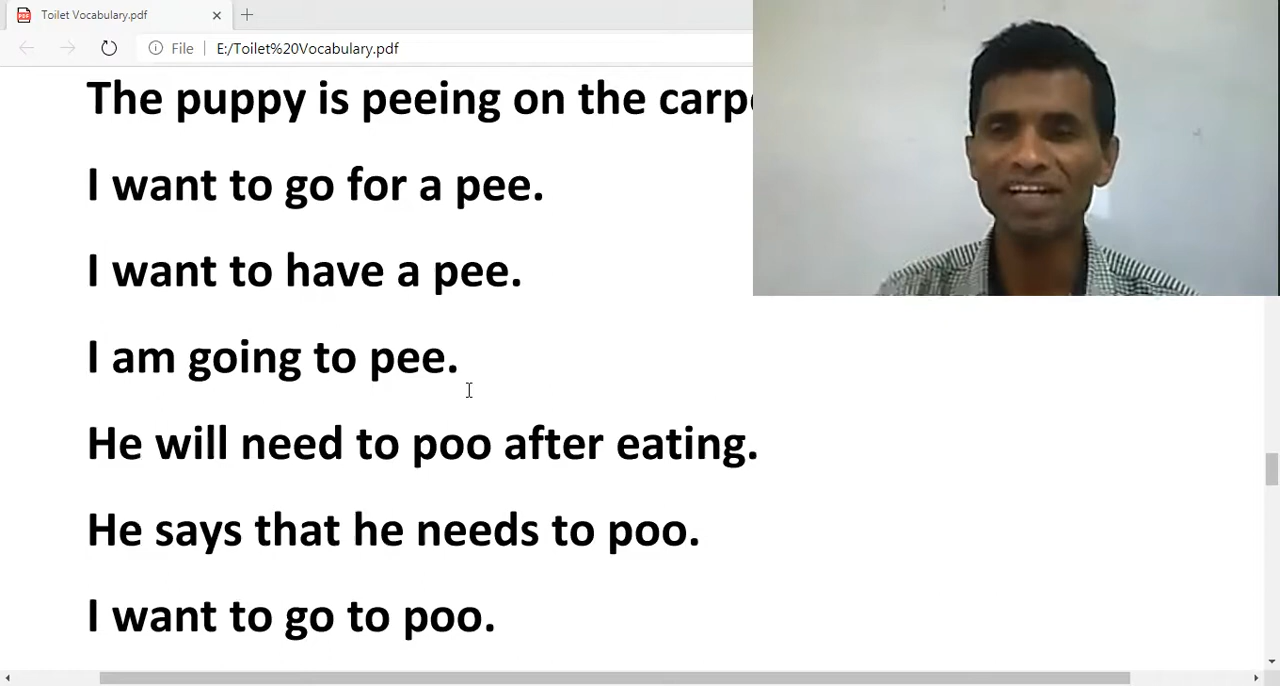 Toilet Vocabulary.pdf
File E:/Toilet%20Vocabulary.pdf
The puppy is peeing on the
I want to go for a pee.
I want to have a pee.
I am going to pee.
He will need to poo after eating.
He says that he needs to poo.
I want to go to poo.